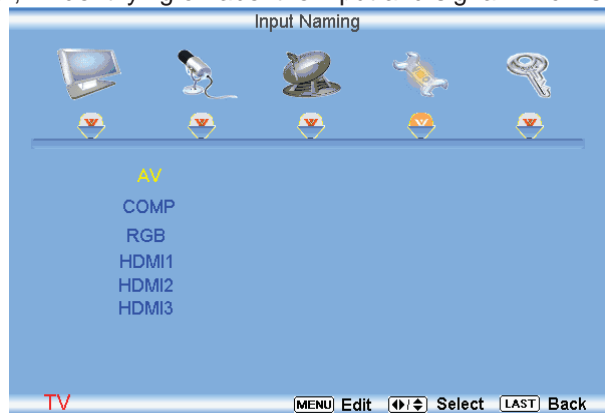 Input Naming
AV
COMP
RGB
HDMI1
HDMI2
HDMI3
TV MENU Edit / Select LAST Back